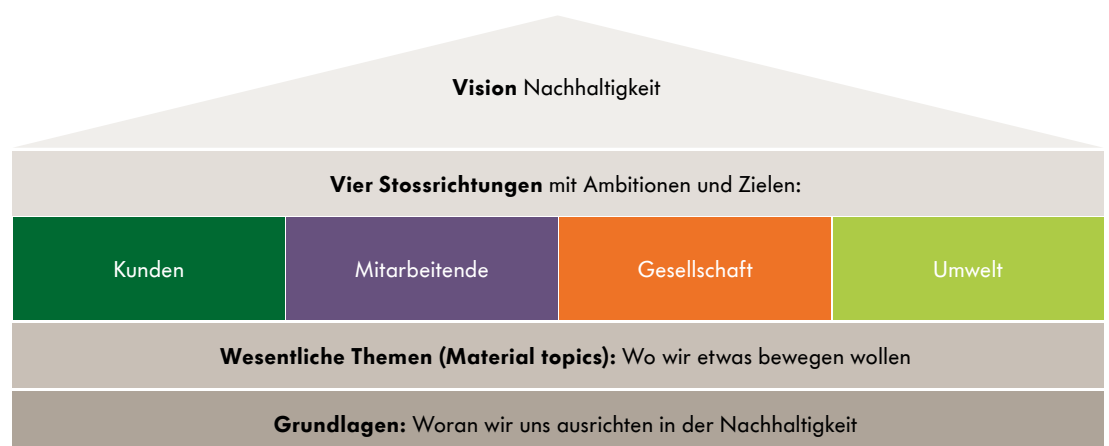 Vision Nachhaltigkeit
Vier Stossrichtungen mit Ambitionen und Zielen:
Kunden
Mitarbeitende
Gesellschaft
Umwelt
Wesentliche Themen (Material topics): Wo wir etwas bewegen wollen
Grundlagen: Woran wir uns ausrichten in der Nachhaltigkeit